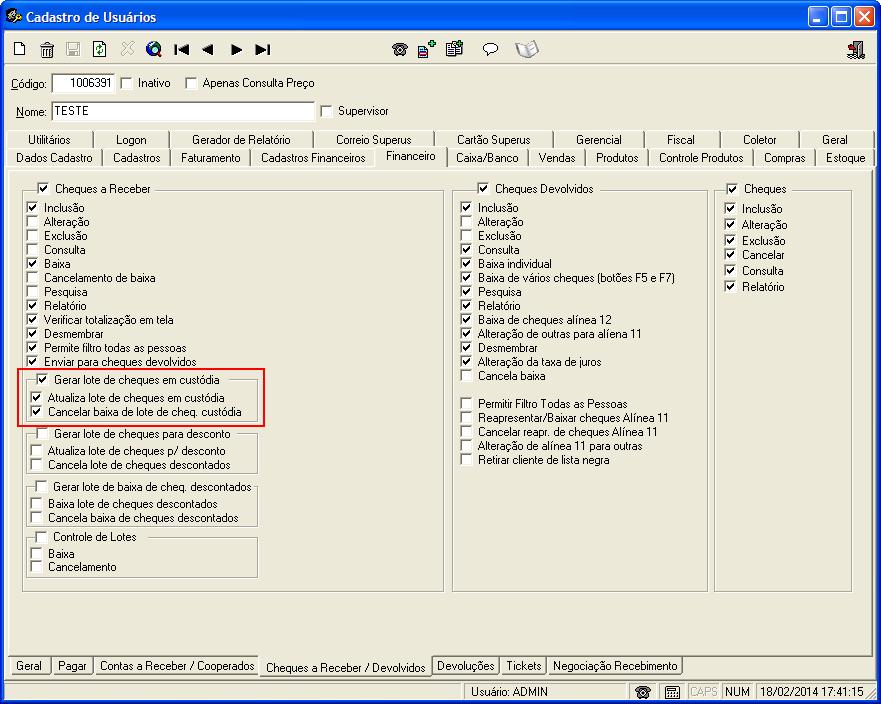 Cadastro de Usuários
Código: 1006391 Inativo Apenas Consulta Preço
Nome: TESTE Supervisor
Utilitários Logon Gerador de Relatório Correio Superus Cartão Superus Gerencial Fiscal Coletor Geral
Dados Cadastro Cadastros Faturamento Cadastros Financeiros Financeiro Caixa/Banco Vendas Produtos Controle Produtos Compras Estoque
Cheques a Receber
Inclusão
Alteração
Exclusão
Consulta
Baixa
Cancelamento de baixa
Pesquisa
Relatório
Verificar totalização em tela
Desmembrar
Permite filtro todas as pessoas
Enviar para cheques devolvidos
Gerar lote de cheques em custódia
Atualiza lote de cheques em custódia
Cancelar baixa de lote de cheq. custódia
Gerar lote de cheques para desconto
Atualiza lote de cheques p/ desconto
Cancela lote de cheques descontados
Gerar lote de baixa de cheq. descontados
Baixa lote de cheques descontados
Cancela baixa de cheques descontados
Controle de Lotes
Baixa
Cancelamento
Cheques Devolvidos
Inclusão
Alteração
Exclusão
Consulta
Baixa individual
Baixa de vários cheques (botões F5 e F7)
Pesquisa
Relatório
Baixa de cheques alínea 12
Alteração de outras para alíena 11
Desmembrar
Alteração da taxa de juros
Cancela baixa
Permitir Filtro Todas as Pessoas
Reapresentar/Baixar cheques Alínea 11
Cancelar reapr. de cheques Alínea 11
Alteração de alínea 11 para outras
Retirar cliente de lista negra
Cheques
Inclusão
Alteração
Exclusão
Cancelar
Consulta
Relatório
Geral Pagar Contas a Receber / Cooperados Cheques a Receber / Devolvidos Devoluções Tickets Negociação Recebimento
Usuário: ADMIN CAPS NUM 18/02/2014 17:41:15